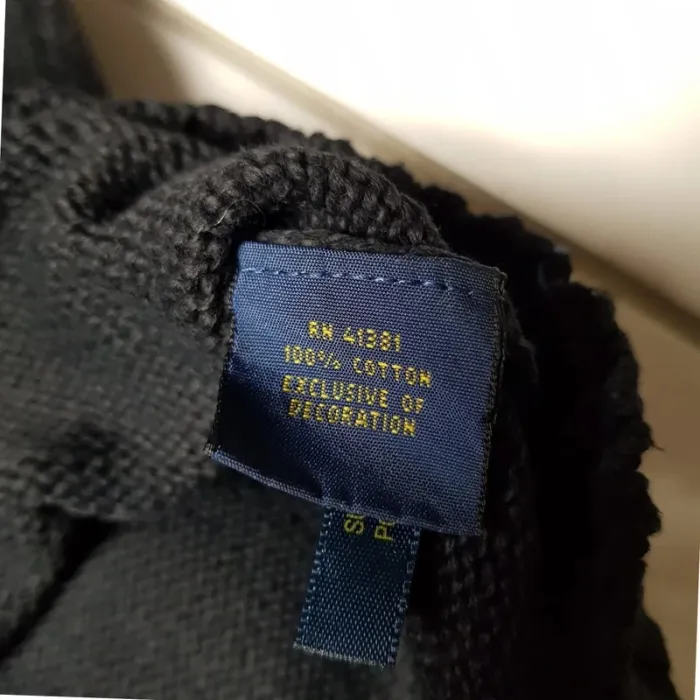 RN 41381
100% COTTON
EXCLUSIVE OF
DECORATION